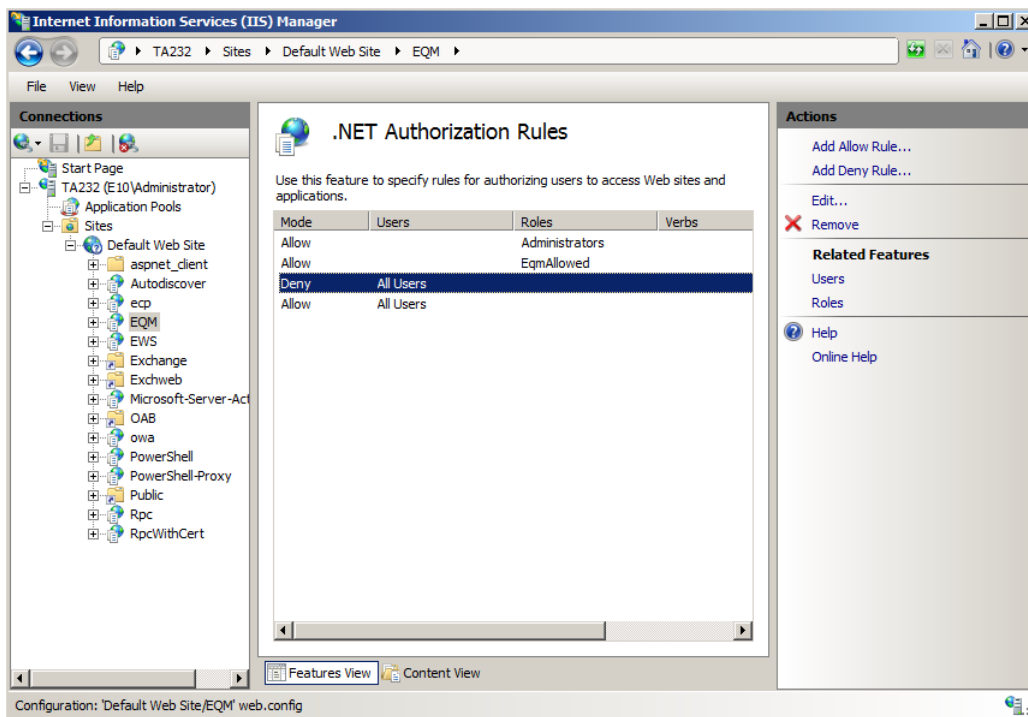 Internet Information Services (IIS) Manager
TA232 Sites Default Web Site EQM
File View Help
Connections
Start Page
TA232 (E10\Administrator)
Application Pools
Sites
Default Web Site
aspnet_client
Autodiscover
ecp
EQM
EWS
Exchange
Exchweb
Microsoft-Server-Act
OAB
owa
PowerShell
PowerShell-Proxy
Public
Rpc
RpcWithCert
.NET Authorization Rules
Use this feature to specify rules for authorizing users to access Web sites and
applications.
Mode Users Roles Verbs
Allow Administrators
Allow EqmAllowed
Deny All Users
Allow All Users
Features View Content View
Actions
Add Allow Rule...
Add Deny Rule...
Edit...
Remove
Related Features
Users
Roles
Help
Online Help
Configuration: 'Default Web Site/EQM' web.config